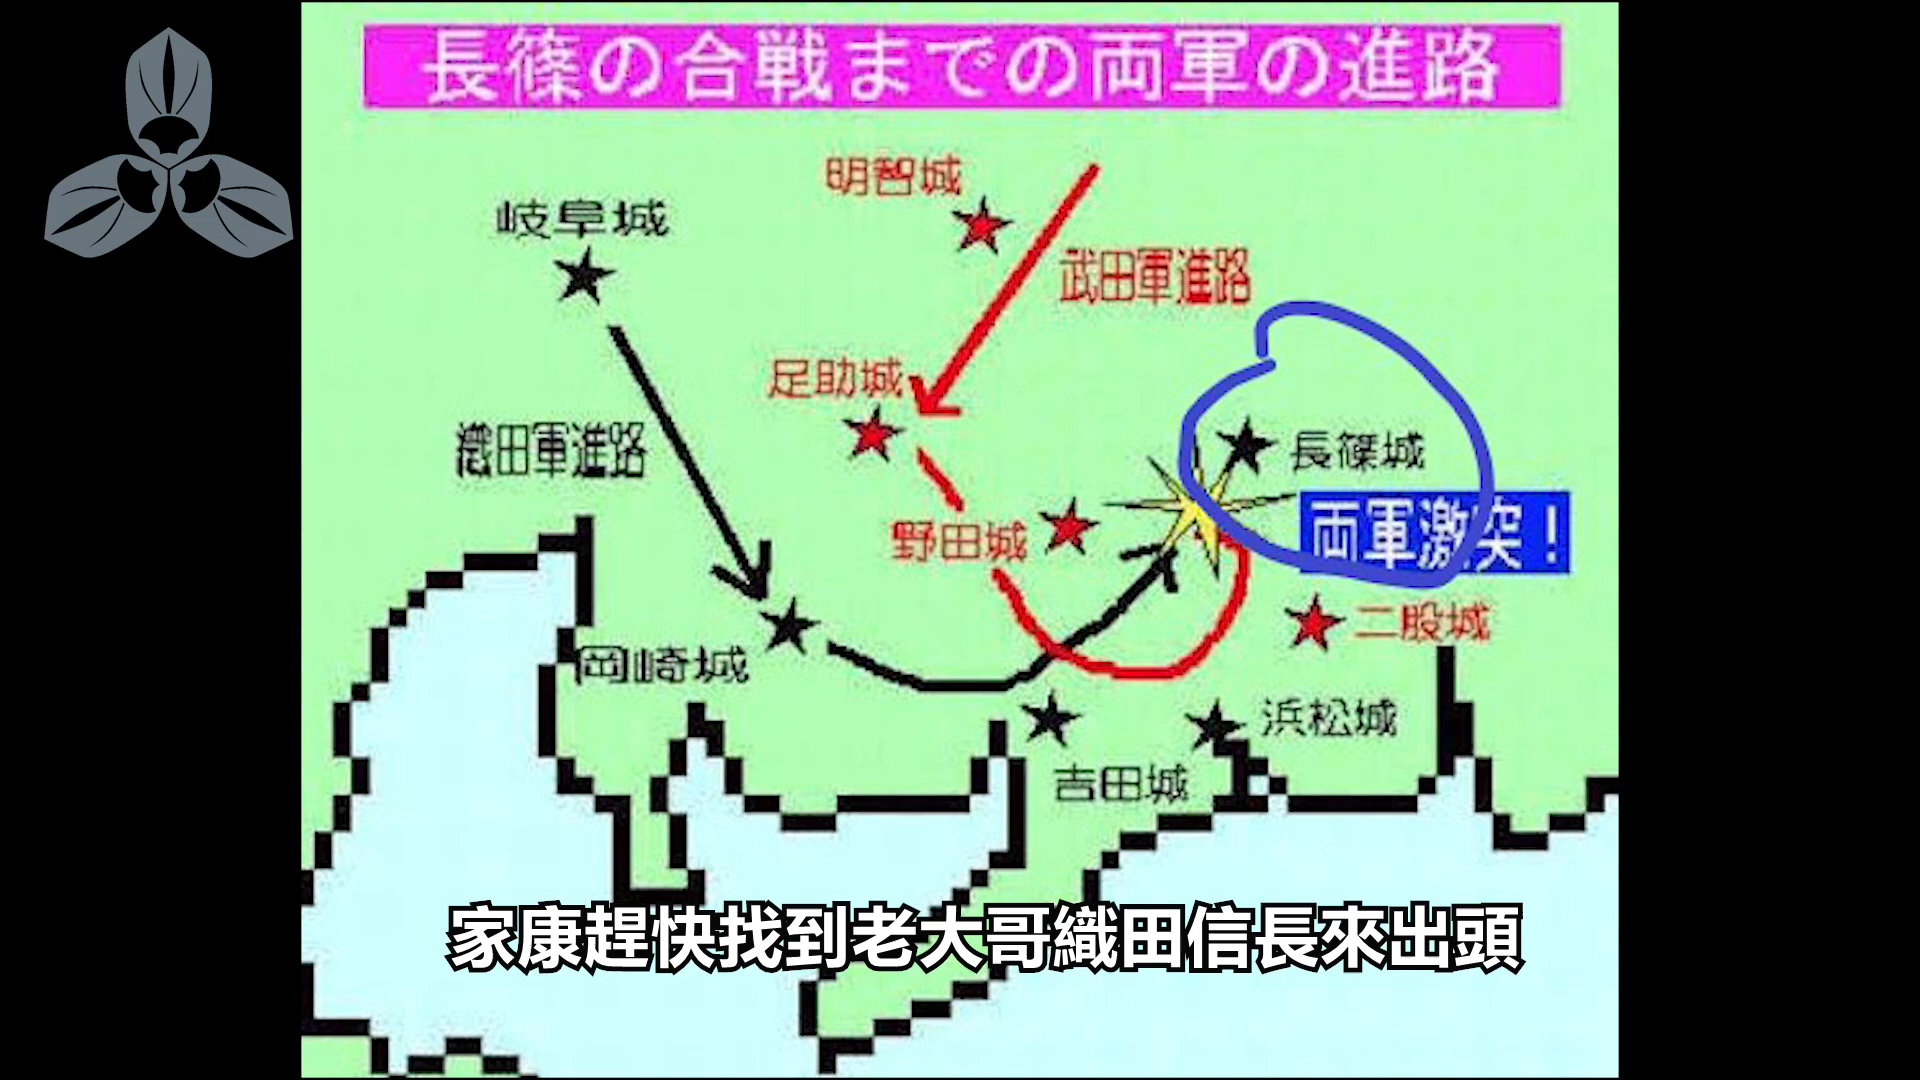 長篠の合戦までの両軍の進路
明智城
岐阜城
武田軍進路
足助城
織田軍進路
長篠城
両軍激突！
野田城
二股城
岡崎城
浜松城
吉田城
家康趕快找到老大哥織田信長來出頭